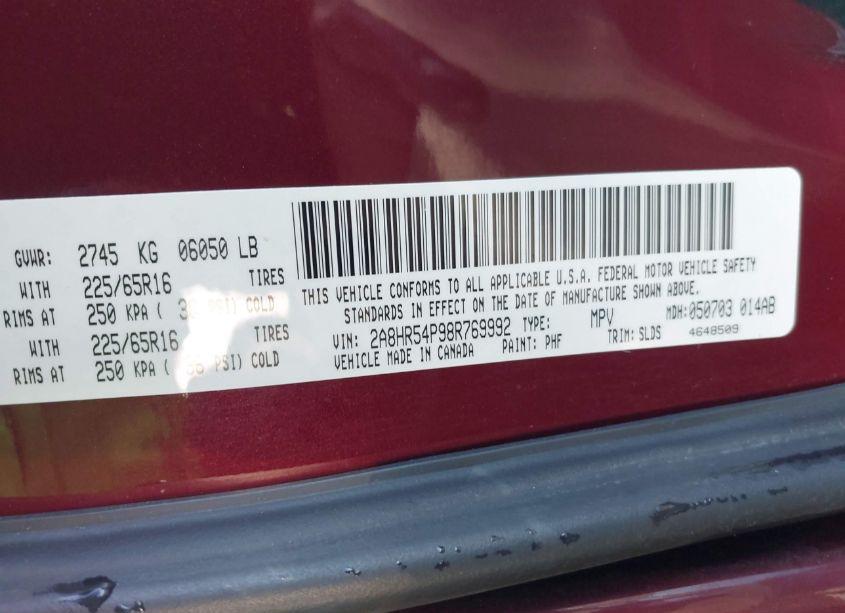 GVWR: 2745 KG 06050 LB
WITH 225/65R16 TIRES
RIMS AT 250 KPA ( 36 PSI) COLD
WITH 225/65R16 TIRES
RIMS AT 250 KPA ( 36 PSI) COLD
THIS VEHICLE CONFORMS TO ALL APPLICABLE U.S.A. FEDERAL MOTOR VEHICLE SAFETY
STANDARDS IN EFFECT ON THE DATE OF MANUFACTURE SHOWN ABOVE.
VIN: 2A8HR54P98R769992 TYPE: MPV MDH: 050703 014AB
VEHICLE MADE IN CANADA PAINT: PHF TRIM: SLDS 4648509